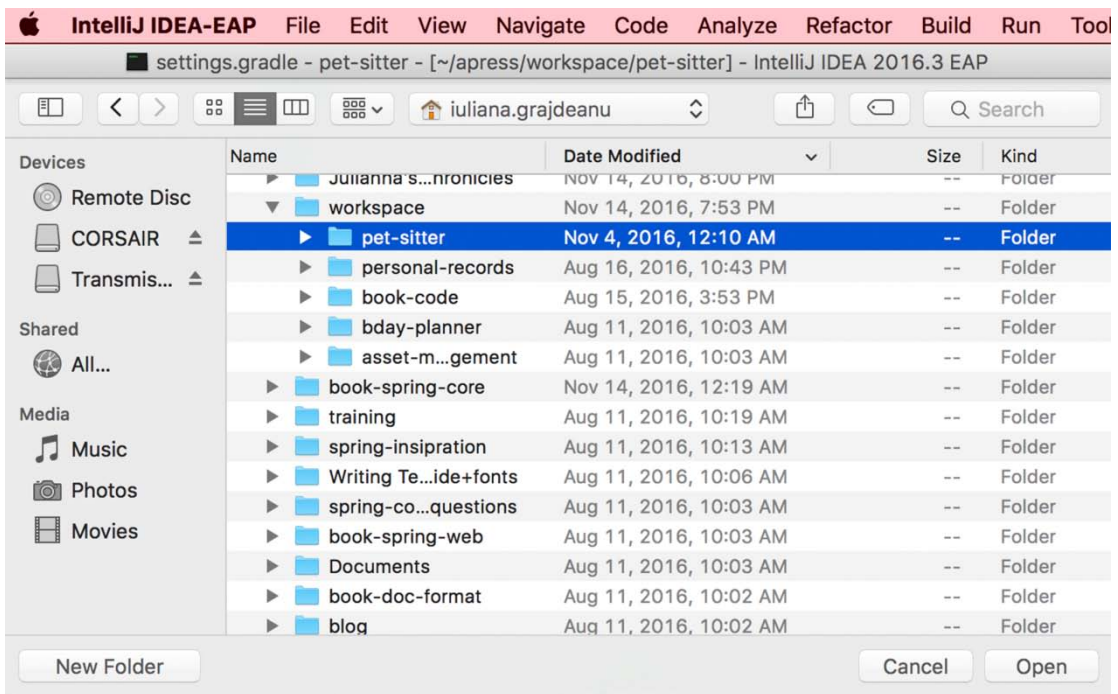 IntelliJ IDEA-EAP File Edit View Navigate Code Analyze Refactor Build Run Tool
settings.gradle - pet-sitter - [~/apress/workspace/pet-sitter] - IntelliJ IDEA 2016.3 EAP
iuliana.grajdeanu Search
Devices
Remote Disc
CORSAIR
Transmis...
Shared
All...
Media
Music
Photos
Movies
Name Date Modified Size Kind
Julianna's...hronicles Nov 14, 2016, 8:00 PM -- Folder
workspace Nov 14, 2016, 7:53 PM -- Folder
pet-sitter Nov 4, 2016, 12:10 AM -- Folder
personal-records Aug 16, 2016, 10:43 PM -- Folder
book-code Aug 15, 2016, 3:53 PM -- Folder
bday-planner Aug 11, 2016, 10:03 AM -- Folder
asset-m...gement Aug 11, 2016, 10:03 AM -- Folder
book-spring-core Nov 14, 2016, 12:19 AM -- Folder
training Aug 11, 2016, 10:19 AM -- Folder
spring-insipration Aug 11, 2016, 10:13 AM -- Folder
Writing Te...ide+fonts Aug 11, 2016, 10:06 AM -- Folder
spring-co...questions Aug 11, 2016, 10:03 AM -- Folder
book-spring-web Aug 11, 2016, 10:03 AM -- Folder
Documents Aug 11, 2016, 10:03 AM -- Folder
book-doc-format Aug 11, 2016, 10:02 AM -- Folder
blog Aug 11, 2016, 10:02 AM -- Folder
New Folder Cancel Open